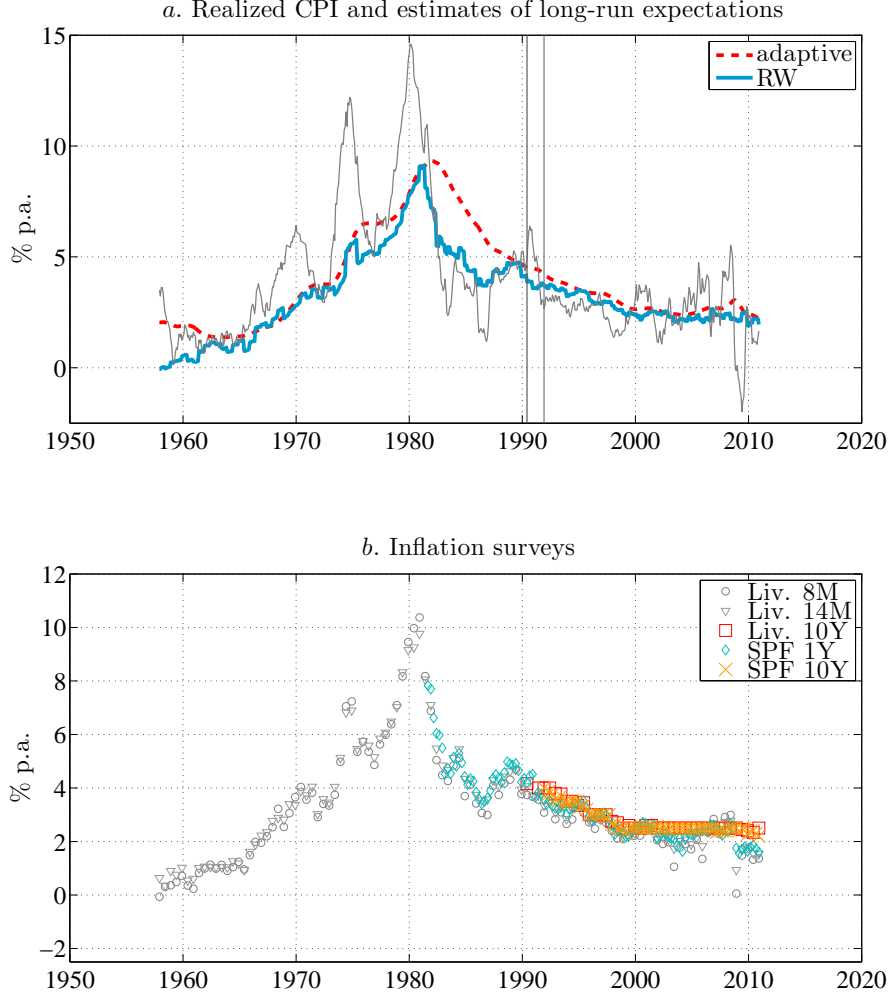 a. Realized CPI and estimates of long-run expectations
15
10
5
0
% p.a.
adaptive
RW
1950 1960 1970 1980 1990 2000 2010 2020
b. Inflation surveys
12
10
8
6
4
2
0
−2
% p.a.
Liv. 8M
Liv. 14M
Liv. 10Y
SPF 1Y
SPF 10Y
1950 1960 1970 1980 1990 2000 2010 2020